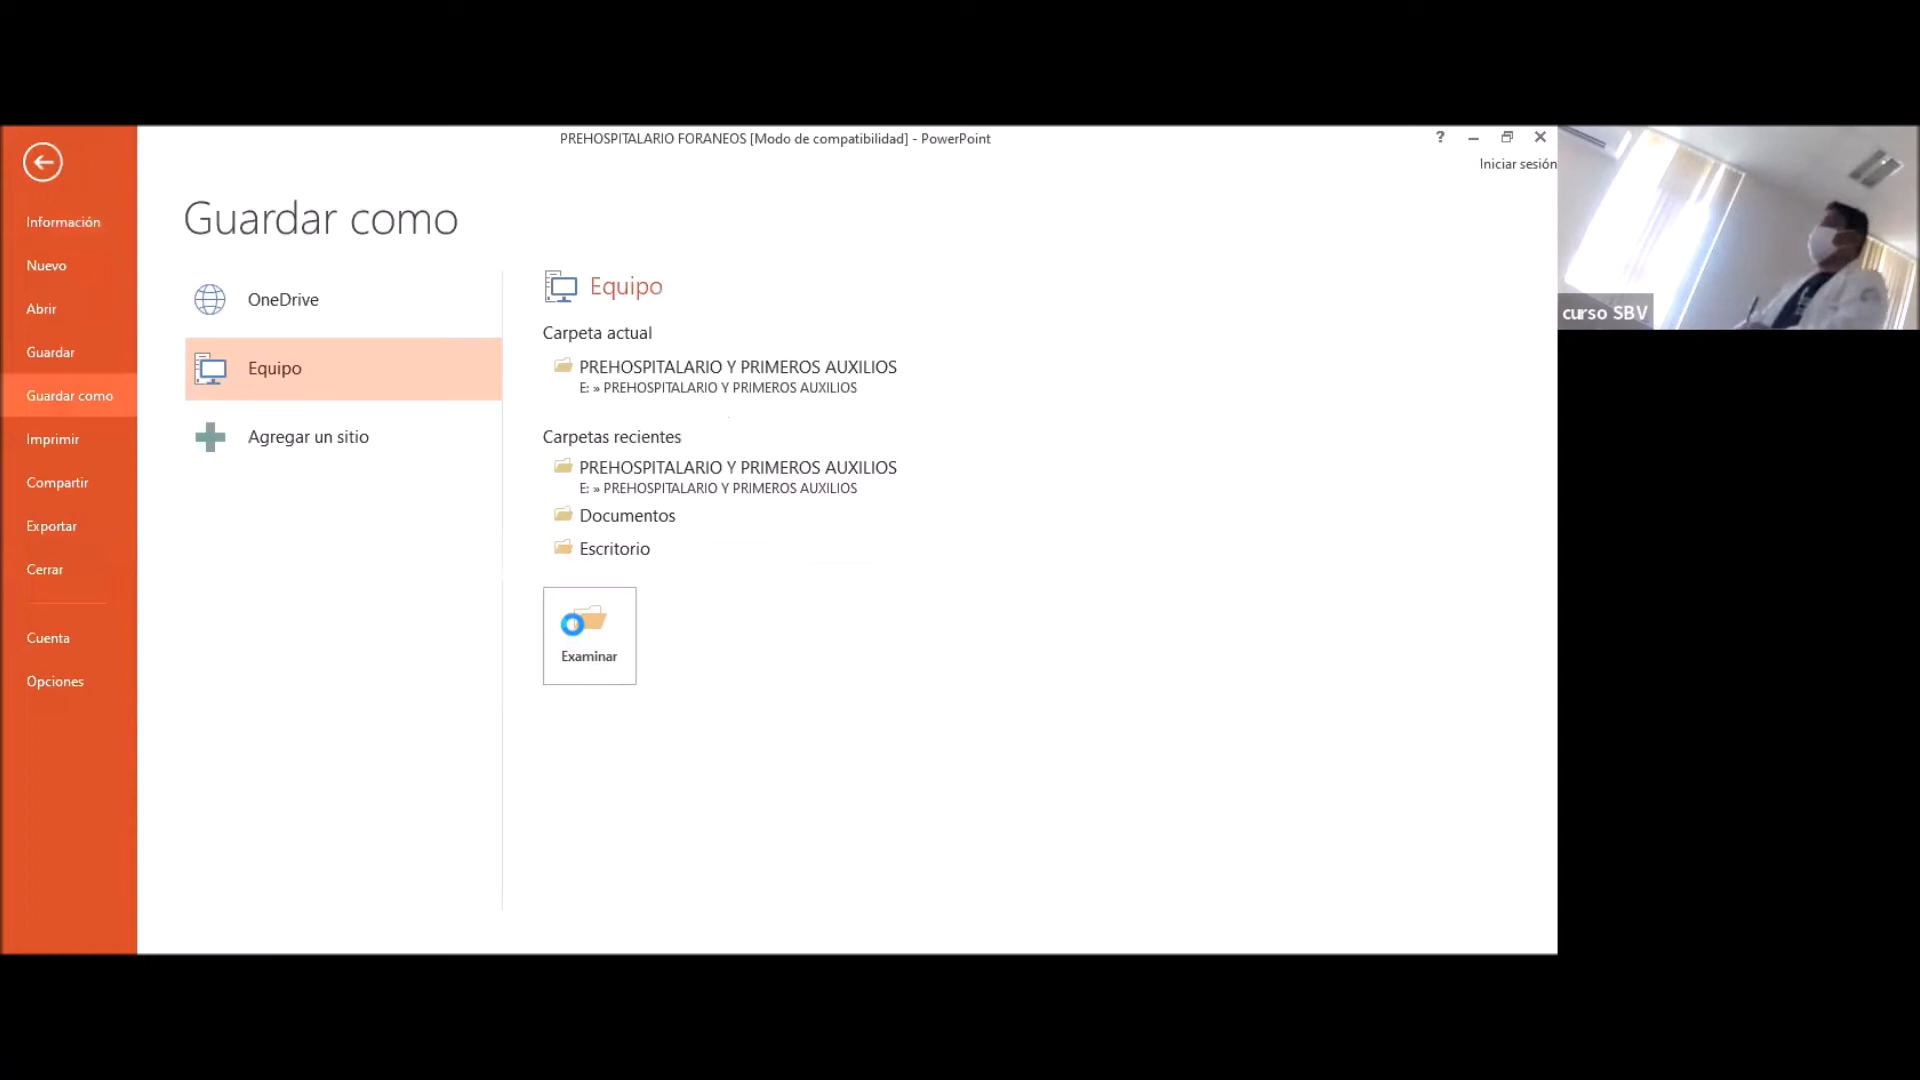 PREHOSPITALARIO FORANEOS [Modo de compatibilidad] - PowerPoint
?
Iniciar sesión
Información
Nuevo
Abrir
Guardar
Guardar como
Imprimir
Compartir
Exportar
Cerrar
Cuenta
Opciones
Guardar como
OneDrive
Equipo
Agregar un sitio
Equipo
Carpeta actual
PREHOSPITALARIO Y PRIMEROS AUXILIOS
E: » PREHOSPITALARIO Y PRIMEROS AUXILIOS
Carpetas recientes
PREHOSPITALARIO Y PRIMEROS AUXILIOS
E: » PREHOSPITALARIO Y PRIMEROS AUXILIOS
Documentos
Escritorio
Examinar
curso SBV